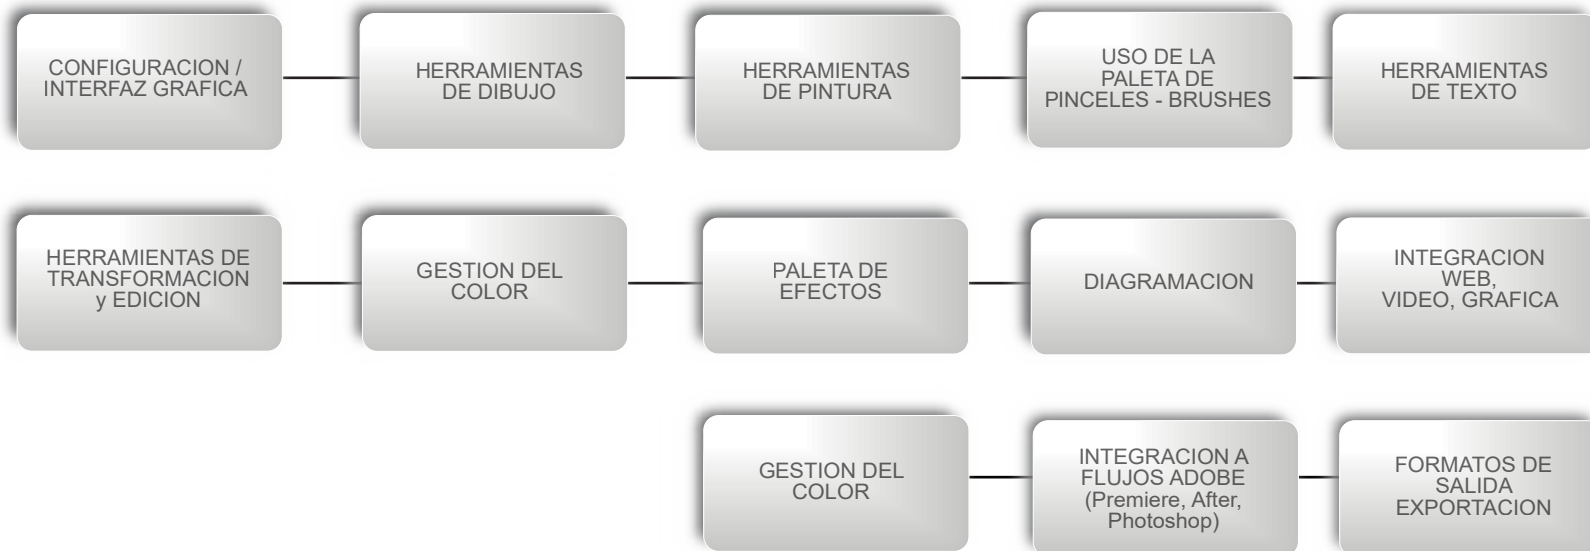 CONFIGURACION /
INTERFAZ GRAFICA
HERRAMIENTAS
DE DIBUJO
HERRAMIENTAS
DE PINTURA
USO DE LA
PALETA DE
PINCELES - BRUSHES
HERRAMIENTAS
DE TEXTO
HERRAMIENTAS DE
TRANSFORMACION
y EDICION
GESTION DEL
COLOR
PALETA DE
EFECTOS
DIAGRAMACION
INTEGRACION
WEB,
VIDEO, GRAFICA
GESTION DEL
COLOR
INTEGRACION A
FLUJOS ADOBE
(Premiere, After,
Photoshop)
FORMATOS DE
SALIDA
EXPORTACION